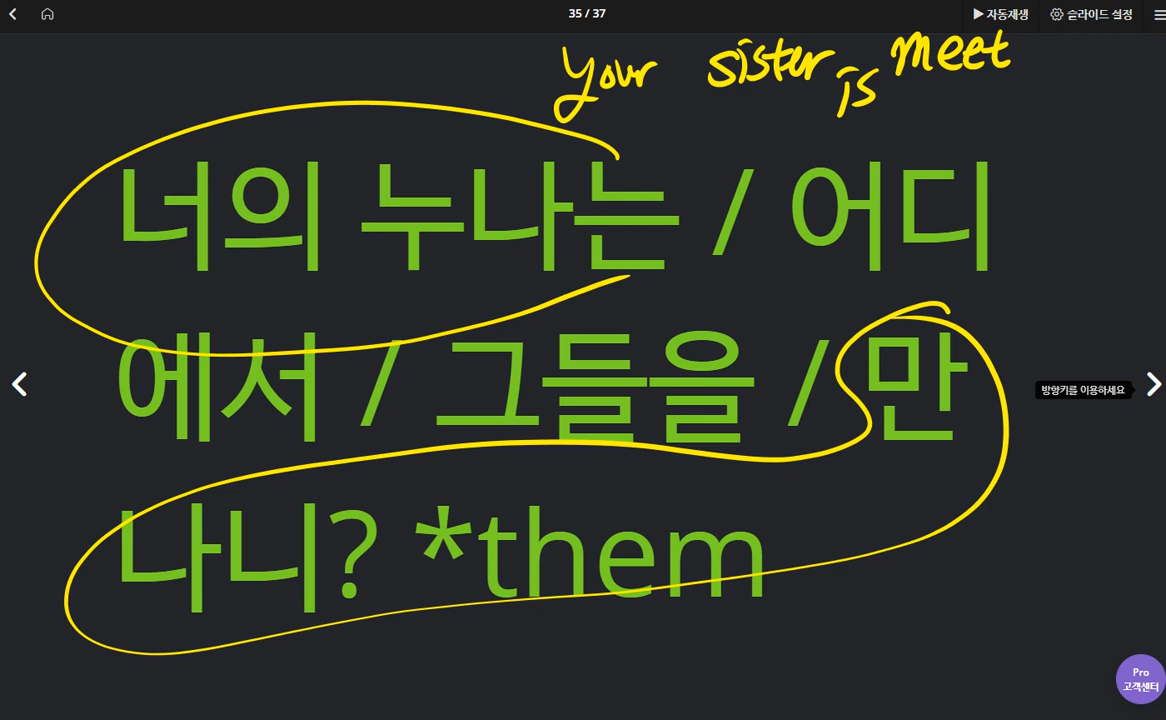 35 / 37
▶ 자동재생
슬라이드 설정
your sister is meet
너의 누나는 / 어디
에서 / 그들을 / 만
나니? *them
방향키를 이용하세요
Pro
고객센터